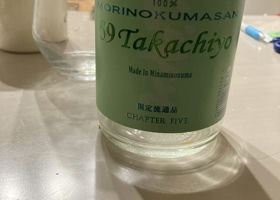 100%
MORINOKUMASAN
59 Takachiyo
Made in Minamiuonuma
限定流通品
CHAPTER FIVE